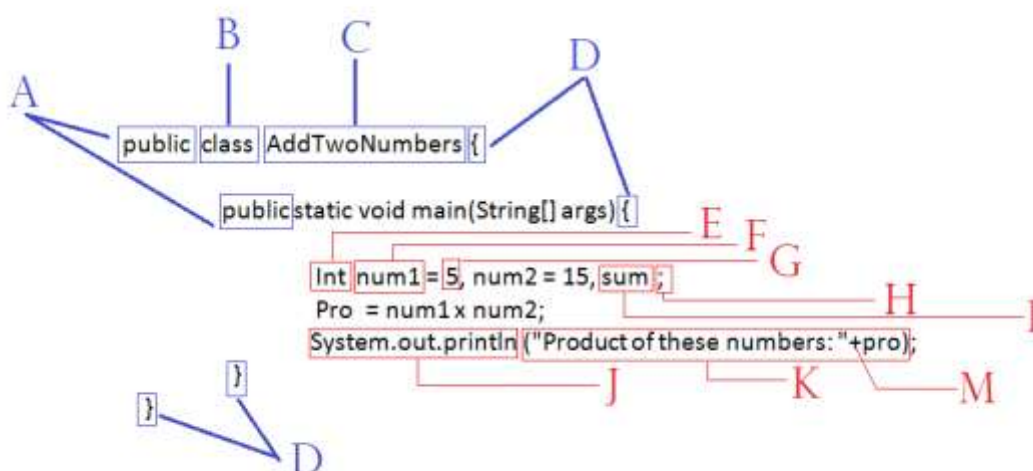 B C D
A
public class AddTwoNumbers {
public static void main(String[] args) {
E
F
G
Int num1 = 5, num2 = 15, sum ;
H
I
Pro = num1 x num2;
System.out.println ("Product of these numbers: "+pro);
J K M
}
}
D